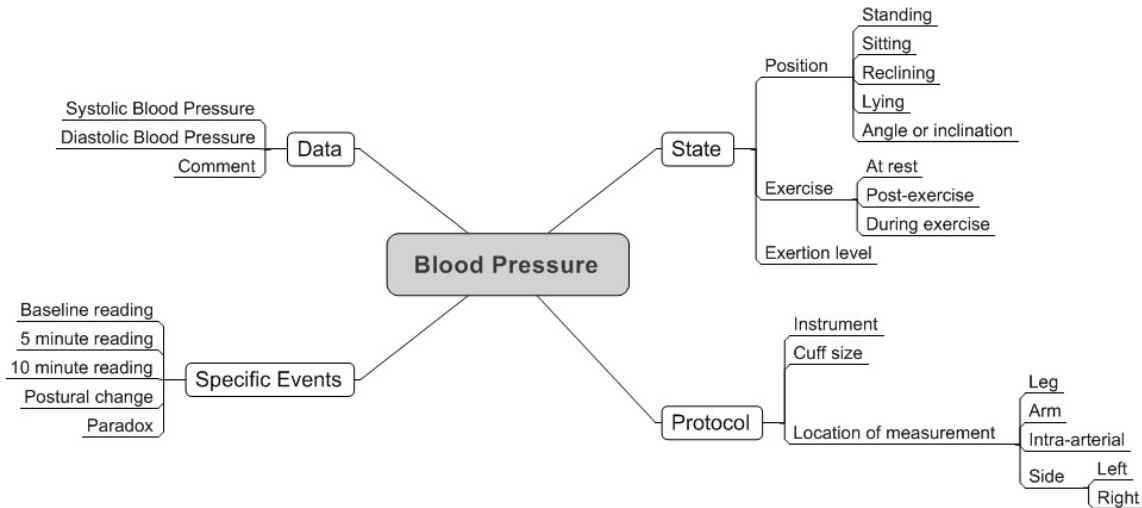 Blood Pressure
Data
Systolic Blood Pressure
Diastolic Blood Pressure
Comment
Specific Events
Baseline reading
5 minute reading
10 minute reading
Postural change
Paradox
State
Position
Standing
Sitting
Reclining
Lying
Angle or inclination
Exercise
At rest
Post-exercise
During exercise
Exertion level
Protocol
Instrument
Cuff size
Location of measurement
Leg
Arm
Intra-arterial
Side
Left
Right